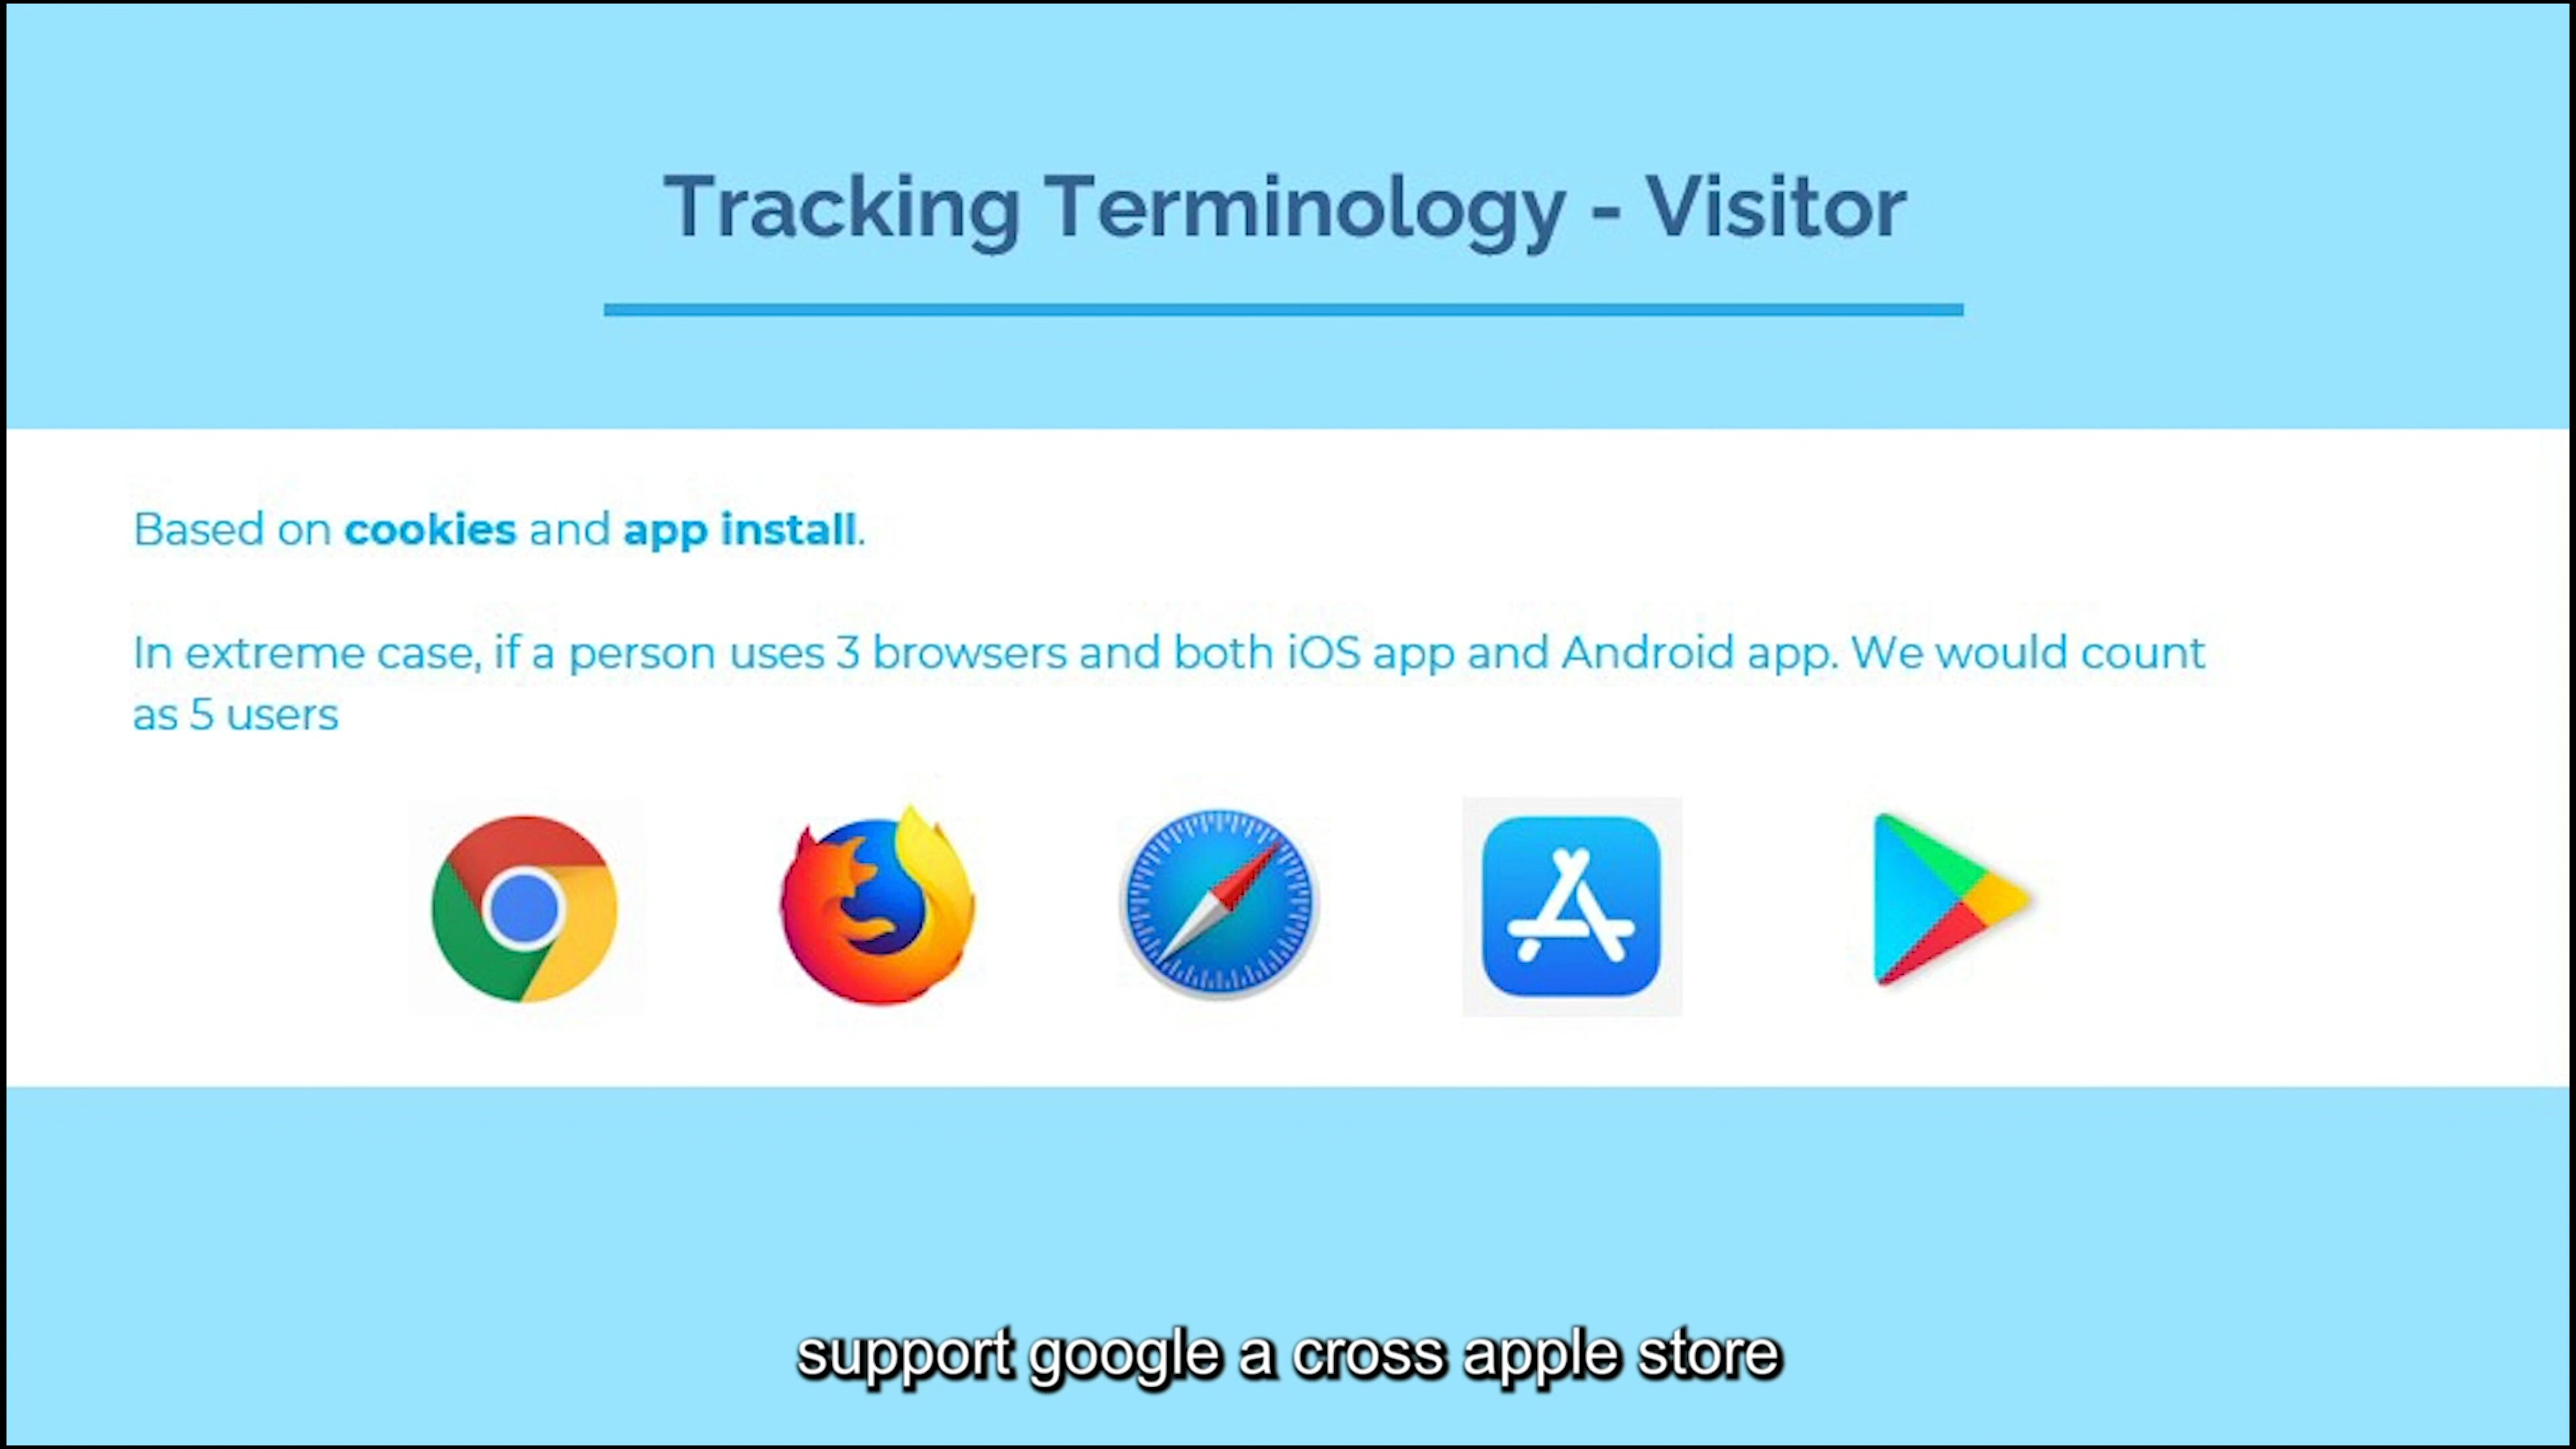 Tracking Terminology - Visitor
Based on cookies and app install.
In extreme case, if a person uses 3 browsers and both iOS app and Android app. We would count
as 5 users
support google a cross apple store